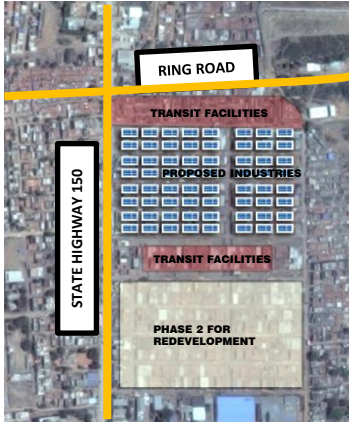 RING ROAD
TRANSIT FACILITIES
PROPOSED INDUSTRIES
STATE HIGHWAY 150
TRANSIT FACILITIES
PHASE 2 FOR
REDEVELOPMENT